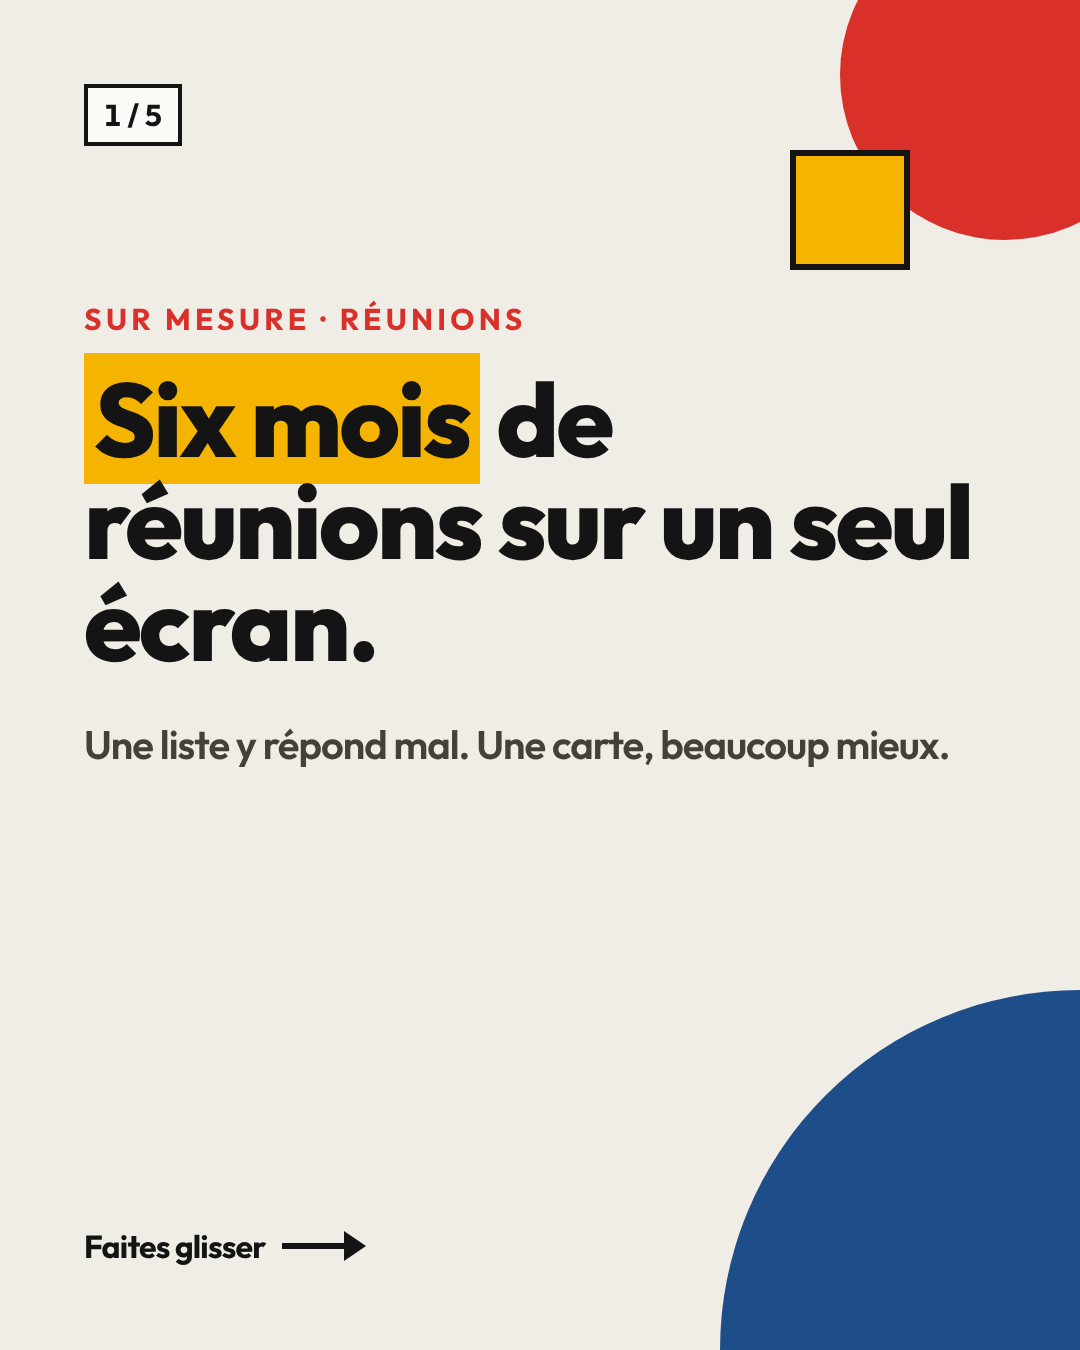 1 / 5
SUR MESURE · RÉUNIONS
Six mois de
réunions sur un seul
écran.
Une liste y répond mal. Une carte, beaucoup mieux.
Faites glisser